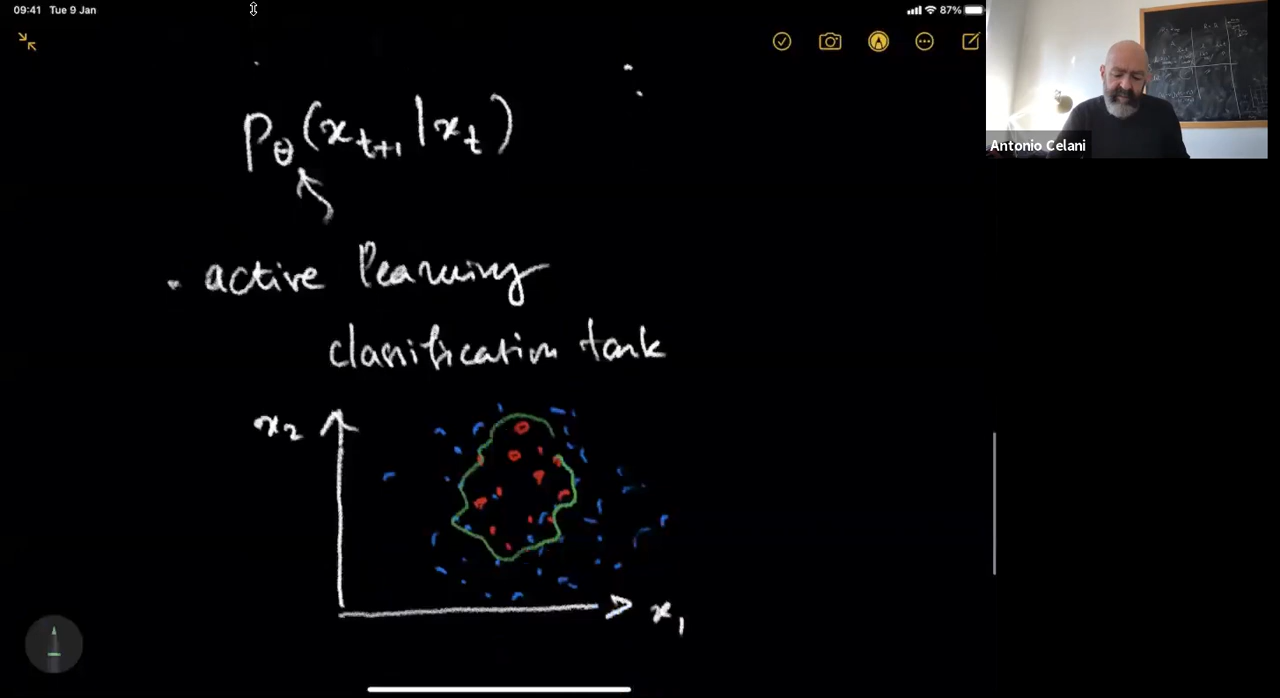 09:41 Tue 9 Jan
87%
Antonio Celani
Pθ(xt+1|xt)
• active learning
classification task
x2
x1